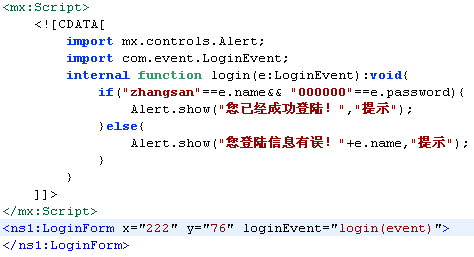 <mx:Script>
<![CDATA[
import mx.controls.Alert;
import com.event.LoginEvent;
internal function login(e:LoginEvent):void{
if("zhangsan"==e.name&& "000000"==e.password){
Alert.show("您已经成功登陆！","提示");
}else{
Alert.show("您登陆信息有误！"+e.name,"提示");
}
}
]]>
</mx:Script>
<ns1:LoginForm x="222" y="76" loginEvent="login(event)">
</ns1:LoginForm>